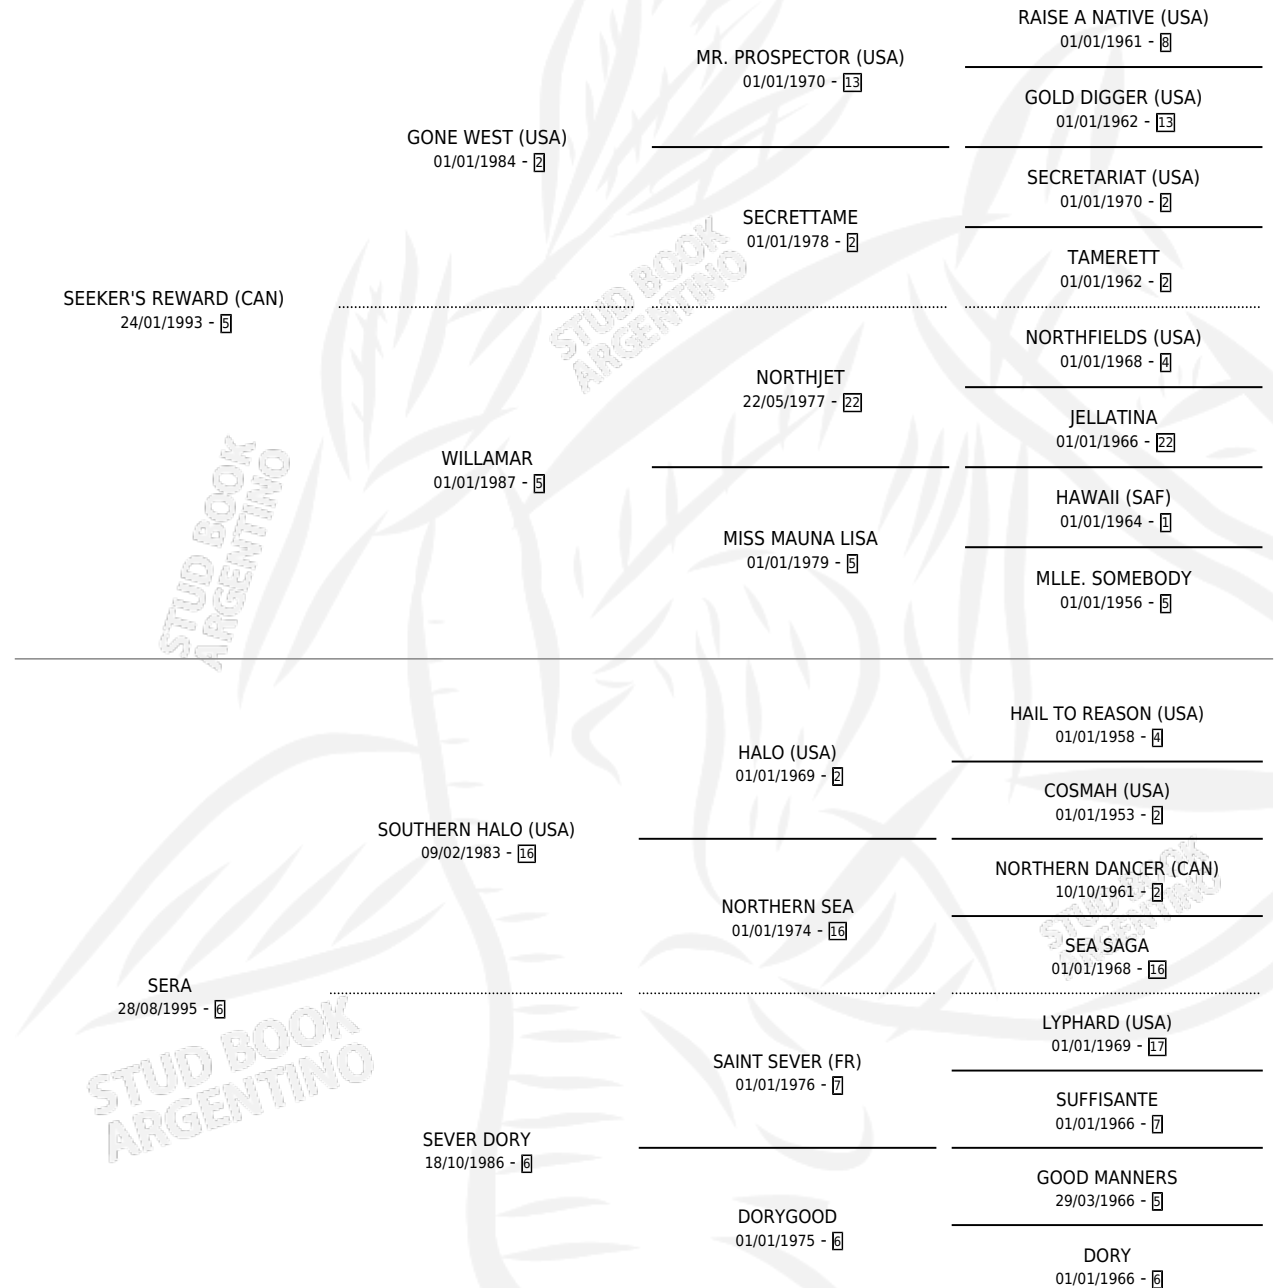 RAISE A NATIVE (USA)
01/01/1961 - 8
MR. PROSPECTOR (USA)
01/01/1970 - 13
GOLD DIGGER (USA)
01/01/1962 - 13
GONE WEST (USA)
01/01/1984 - 2
SECRETARIAT (USA)
01/01/1970 - 2
SECRETTAME
01/01/1978 - 2
TAMERETT
01/01/1962 - 2
SEEKER'S REWARD (CAN)
24/01/1993 - 5
STUD BOOK
ARGENTINO
NORTHFIELDS (USA)
01/01/1968 - 4
NORTHJET
22/05/1977 - 22
JELLATINA
01/01/1966 - 22
WILLAMAR
01/01/1987 - 5
HAWAII (SAF)
01/01/1964 - 1
MISS MAUNA LISA
01/01/1979 - 5
MLLE. SOMEBODY
01/01/1956 - 5
STUD BOOK
ARGENTINO
HAIL TO REASON (USA)
01/01/1958 - 4
HALO (USA)
01/01/1969 - 2
COSMAH (USA)
01/01/1953 - 2
SOUTHERN HALO (USA)
09/02/1983 - 16
NORTHERN DANCER (CAN)
10/10/1961 - 2
NORTHERN SEA
01/01/1974 - 16
STUD BOOK
ARGENTINO
SEA SAGA
01/01/1968 - 16
SERA
28/08/1995 - 6
LYPHARD (USA)
01/01/1969 - 17
SAINT SEVER (FR)
01/01/1976 - 7
SUFFISANTE
01/01/1966 - 7
STUD BOOK
ARGENTINO
SEVER DORY
18/10/1986 - 6
GOOD MANNERS
29/03/1966 - 5
DORYGOOD
01/01/1975 - 6
DORY
01/01/1966 - 6